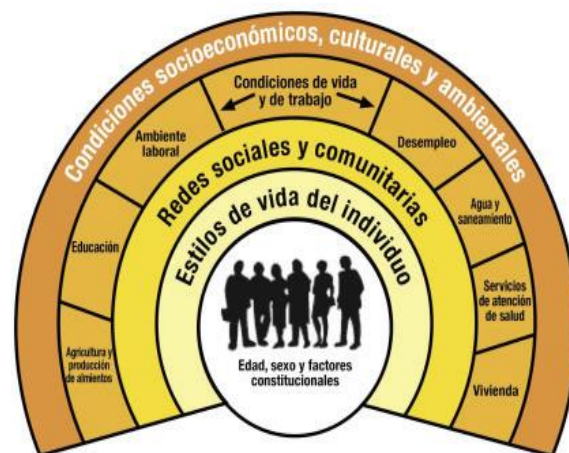 Condiciones socioeconómicos, culturales y ambientales
Condiciones de vida
y de trabajo
Ambiente
laboral
Desempleo
Educación
Agua y
saneamiento
Agricultura y
producción
de almientos
Servicios
de atención
de salud
Vivienda
Redes sociales y comunitarias
Estilos de vida del individuo
Edad, sexo y factores
constitucionales